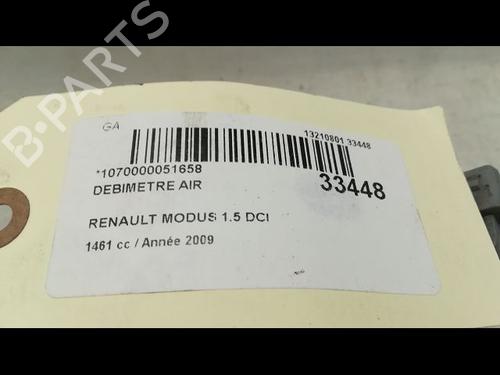 B-PARTS
GA
13210801 33448
*1070000051658
33448
DEBIMETRE AIR
RENAULT MODUS 1.5 DCI
1461 cc / Année 2009